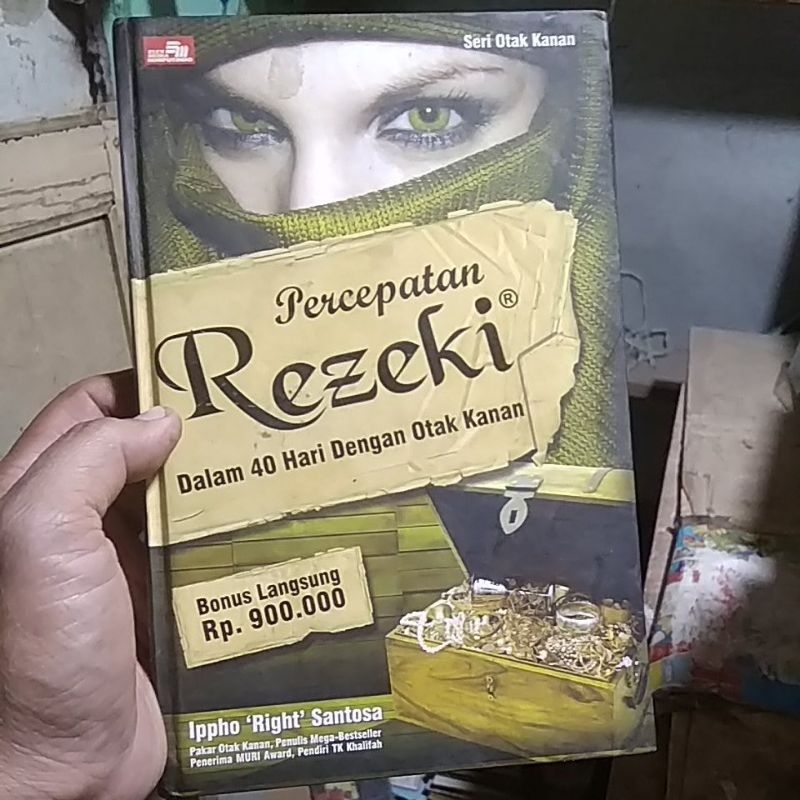 Seri Otak Kanan
Percepatan
Rezeki®
Dalam 40 Hari Dengan Otak Kanan
Bonus Langsung
Rp. 900.000
Ippho 'Right' Santosa
Pakar Otak Kanan, Penulis Mega-Bestseller
Penerima MURI Award, Pendiri TK Khalifah